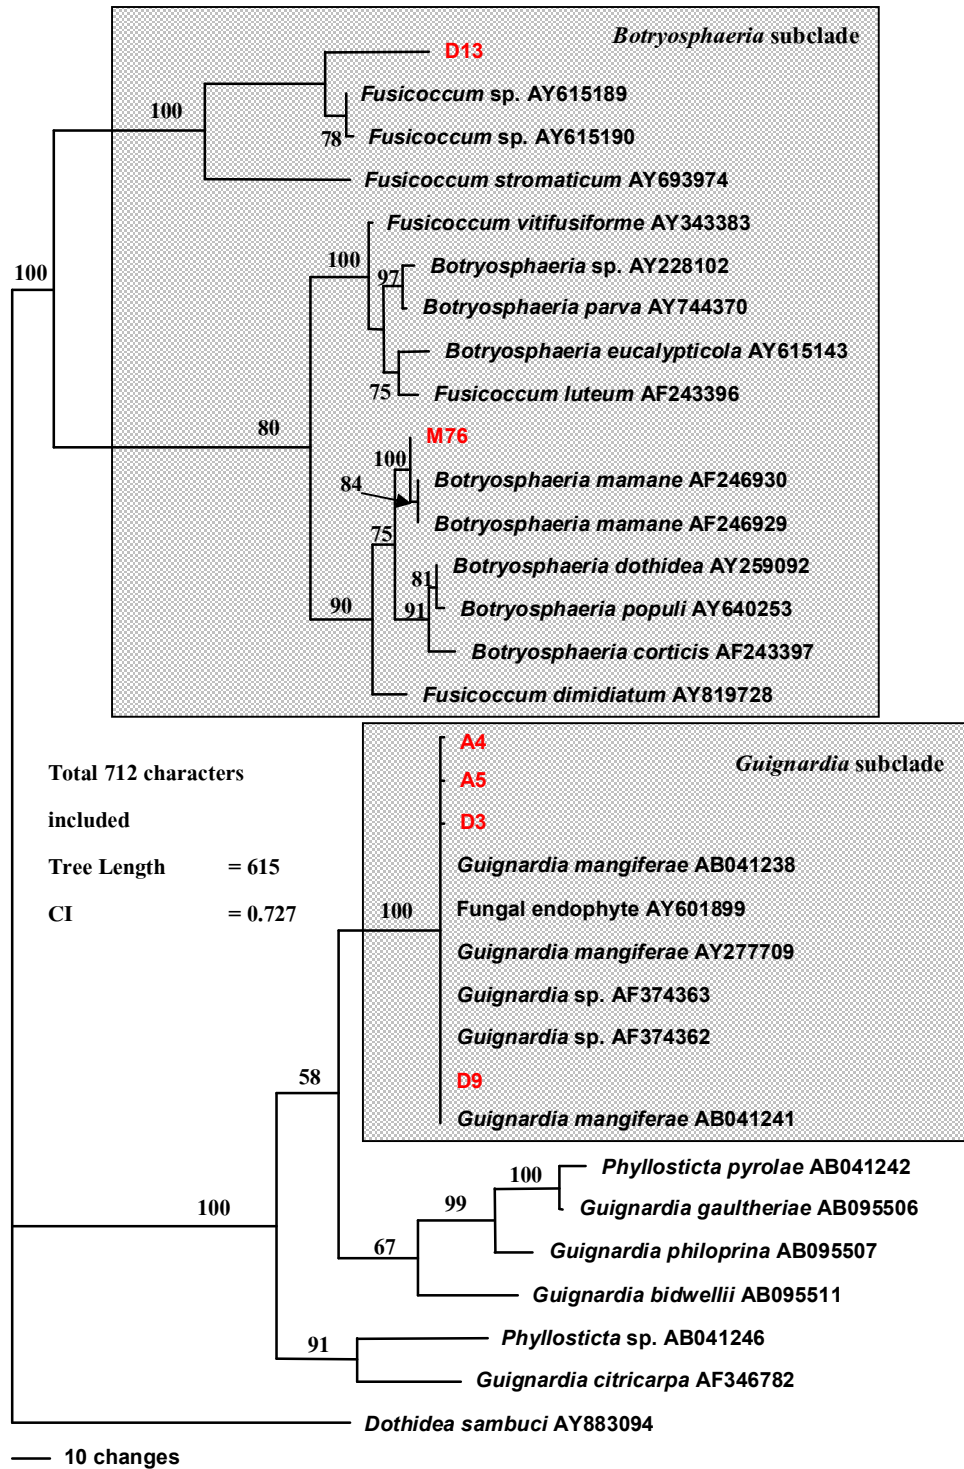 Botryosphaeria subclade
D13
Fusicoccum sp. AY615189
100
Fusicoccum sp. AY615190
78
Fusicoccum stromaticum AY693974
Fusicoccum vitifusiforme AY343383
100
Botryosphaeria sp. AY228102
97
100
Botryosphaeria parva AY744370
Botryosphaeria eucalypticola AY615143
75
Fusicoccum luteum AF243396
80
M76
100
Botryosphaeria mamane AF246930
84
Botryosphaeria mamane AF246929
75
Botryosphaeria dothidea AY259092
81
Botryosphaeria populi AY640253
90
91
Botryosphaeria corticis AF243397
Fusicoccum dimidiatum AY819728
A4
Guignardia subclade
Total 712 characters
A5
included
D3
Tree Length = 615
Guignardia mangiferae AB041238
CI = 0.727
100
Fungal endophyte AY601899
Guignardia mangiferae AY277709
Guignardia sp. AF374363
Guignardia sp. AF374362
58
D9
Guignardia mangiferae AB041241
Phyllosticta pyrolae AB041242
100
99
Guignardia gaultheriae AB095506
100
67
Guignardia philoprina AB095507
Guignardia bidwellii AB095511
Phyllosticta sp. AB041246
91
Guignardia citricarpa AF346782
Dothidea sambuci AY883094
10 changes